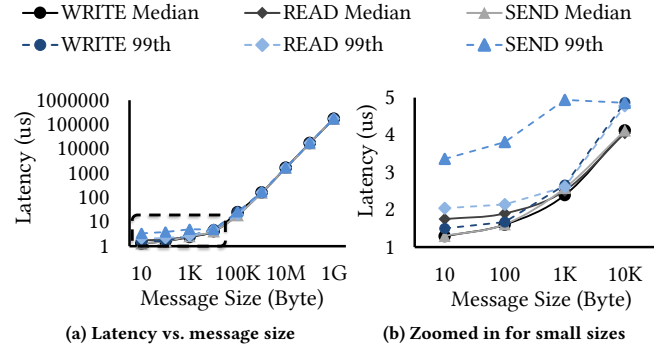 WRITE Median READ Median SEND Median
WRITE 99th READ 99th SEND 99th
Latency (us)
1000000
100000
10000
1000
100
10
1
10 1K 100K 10M 1G
Message Size (Byte)
(a) Latency vs. message size
Latency (us)
5
4
3
2
1
10 100 1K 10K
Message Size (Byte)
(b) Zoomed in for small sizes